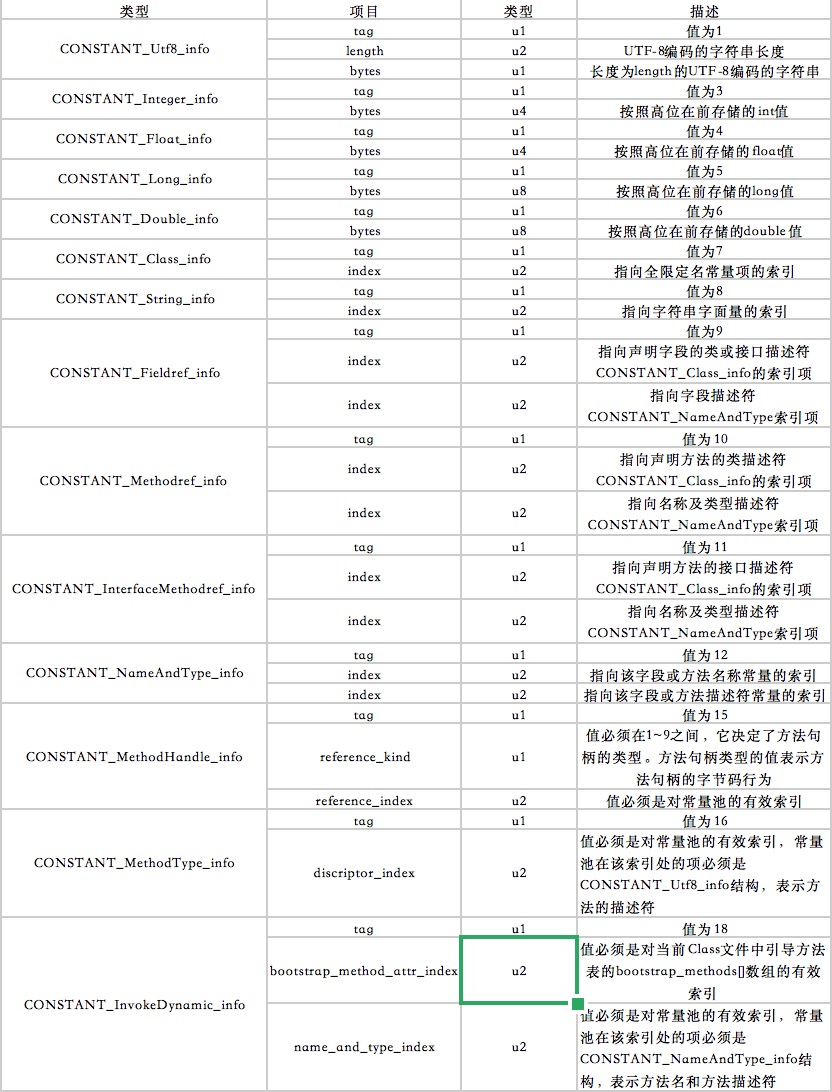 类型 项目 类型 描述
CONSTANT_Utf8_info
tag u1 值为1
length u2 UTF-8编码的字符串长度
bytes u1 长度为length的UTF-8编码的字符串
CONSTANT_Integer_info
tag u1 值为3
bytes u4 按照高位在前存储的int值
CONSTANT_Float_info
tag u1 值为4
bytes u4 按照高位在前存储的float值
CONSTANT_Long_info
tag u1 值为5
bytes u8 按照高位在前存储的long值
CONSTANT_Double_info
tag u1 值为6
bytes u8 按照高位在前存储的double值
CONSTANT_Class_info
tag u1 值为7
index u2 指向全限定名常量项的索引
CONSTANT_String_info
tag u1 值为8
index u2 指向字符串字面量的索引
CONSTANT_Fieldref_info
tag u1 值为9
index u2 指向声明字段的类或接口描述符
CONSTANT_Class_info的索引项
index u2 指向字段描述符
CONSTANT_NameAndType索引项
CONSTANT_Methodref_info
tag u1 值为10
index u2 指向声明方法的类描述符
CONSTANT_Class_info的索引项
index u2 指向名称及类型描述符
CONSTANT_NameAndType索引项
CONSTANT_InterfaceMethodref_info
tag u1 值为11
index u2 指向声明方法的接口描述符
CONSTANT_Class_info的索引项
index u2 指向名称及类型描述符
CONSTANT_NameAndType索引项
CONSTANT_NameAndType_info
tag u1 值为12
index u2 指向该字段或方法名称常量的索引
index u2 指向该字段或方法描述符常量的索引
CONSTANT_MethodHandle_info
tag u1 值为15
reference_kind u1 值必须在1~9之间，它决定了方法句
柄的类型。方法句柄类型的值表示方
法句柄的字节码行为
reference_index u2 值必须是对常量池的有效索引
CONSTANT_MethodType_info
tag u1 值为16
discriptor_index u2 值必须是对常量池的有效索引，常量
池在该索引处的项必须是
CONSTANT_Utf8_info结构，表示方
法的描述符
CONSTANT_InvokeDynamic_info
tag u1 值为18
bootstrap_method_attr_index u2 值必须是对当前Class文件中引导方法
表的bootstrap_methods[]数组的有效
索引
name_and_type_index u2 值必须是对常量池的有效索引，常量
池在该索引处的项必须是
CONSTANT_NameAndType_info结
构，表示方法名和方法描述符